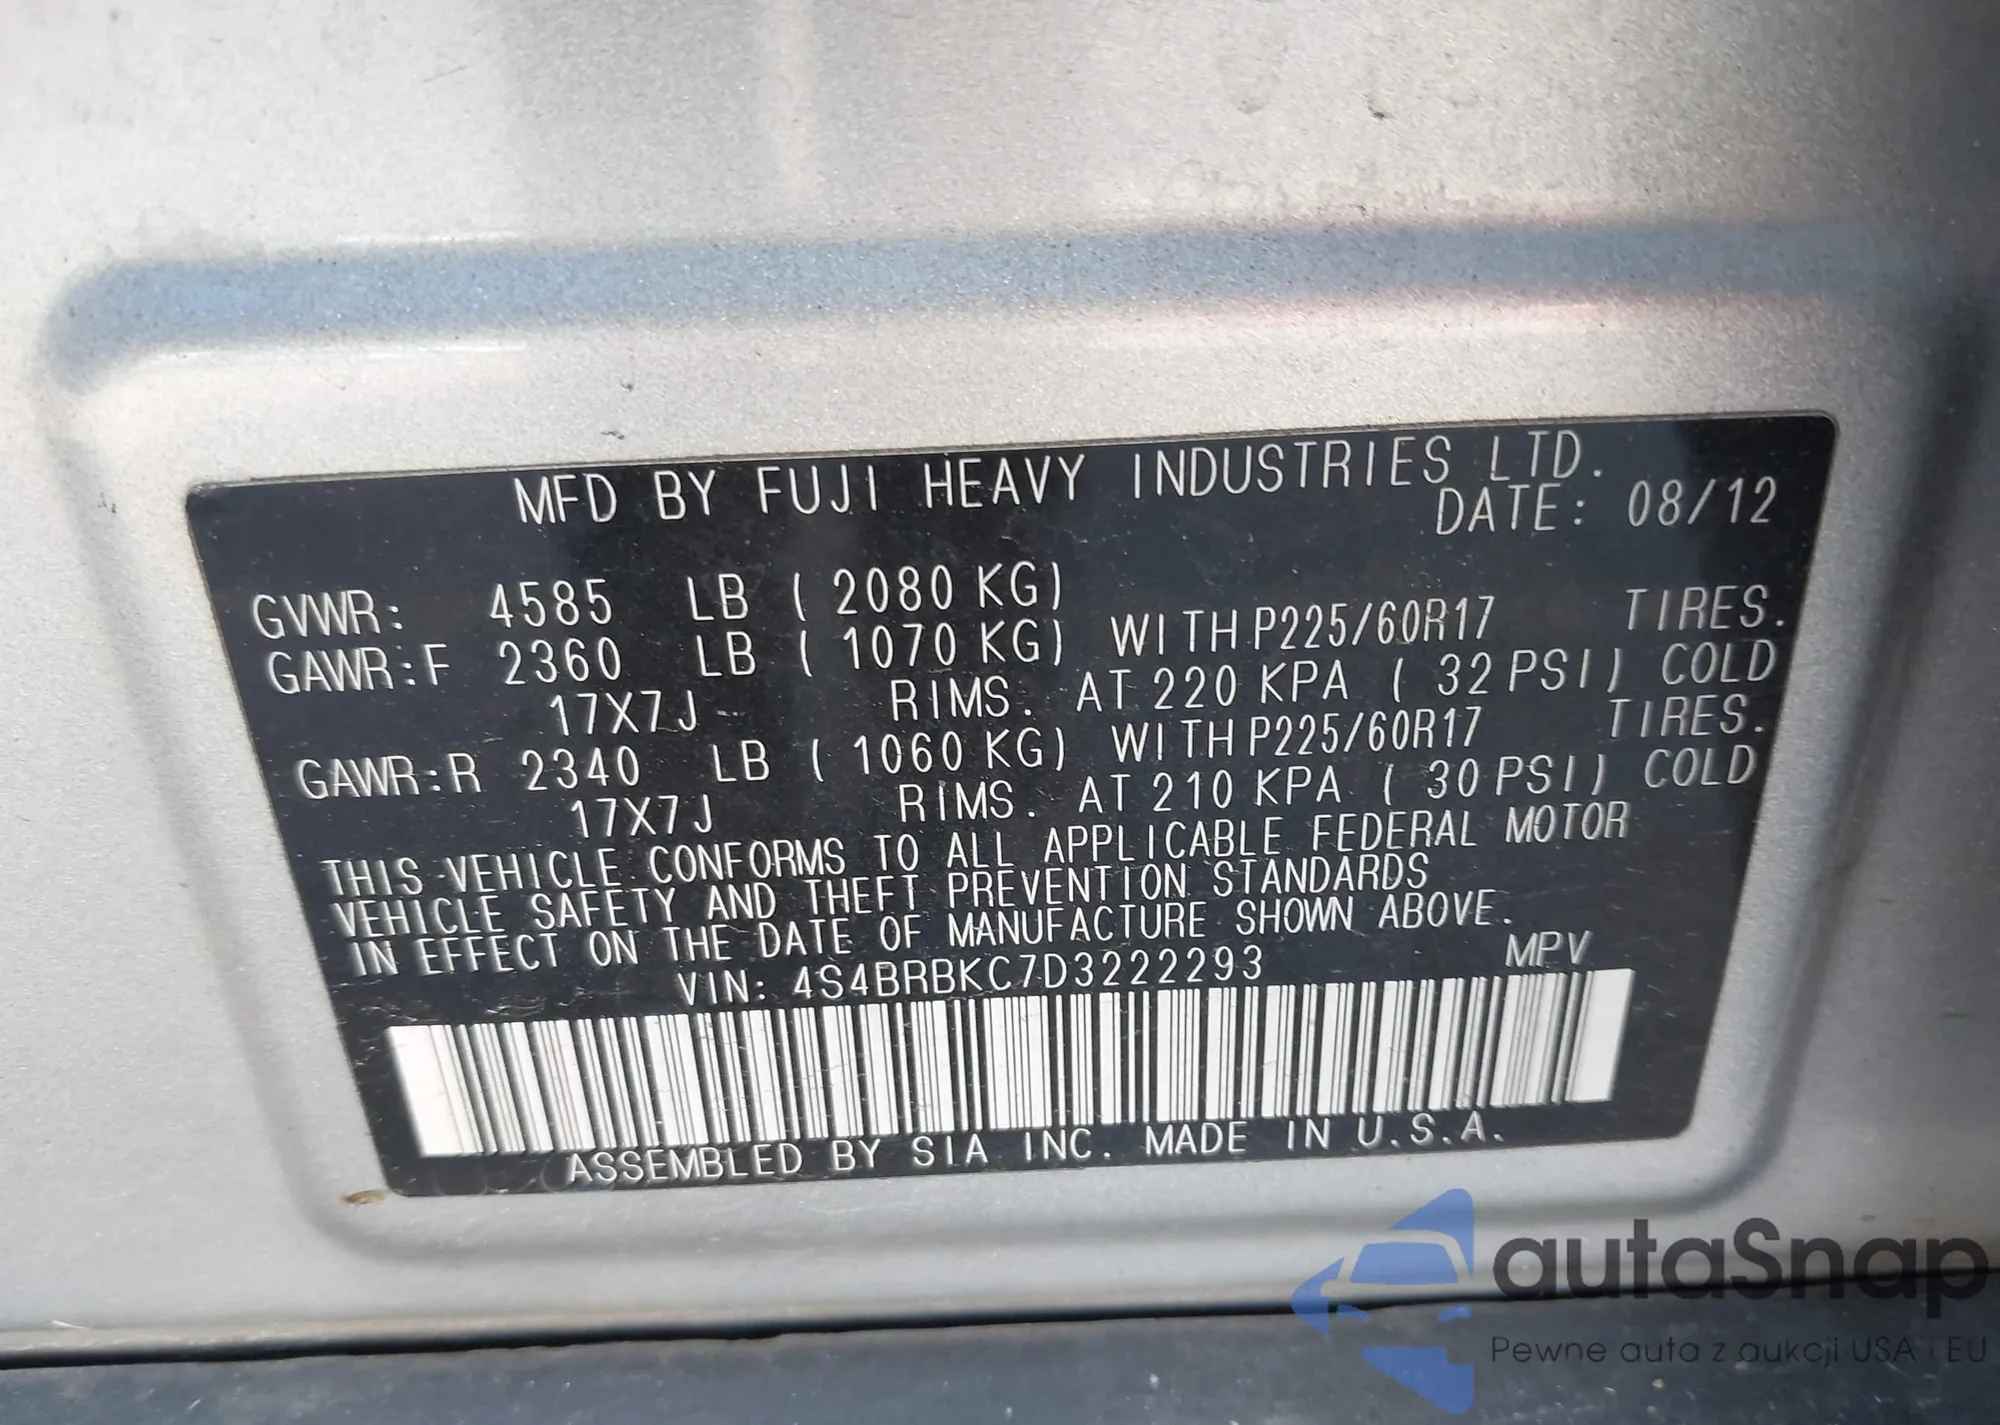 MFD BY FUJI HEAVY INDUSTRIES LTD.
DATE: 08/12
GVWR: 4585 LB ( 2080 KG)
GAWR:F 2360 LB ( 1070 KG) WITH P225/60R17 TIRES.
17X7J RIMS. AT 220 KPA ( 32 PSI) COLD
GAWR:R 2340 LB ( 1060 KG) WITH P225/60R17 TIRES.
17X7J RIMS. AT 210 KPA ( 30 PSI) COLD
THIS VEHICLE CONFORMS TO ALL APPLICABLE FEDERAL MOTOR
VEHICLE SAFETY AND THEFT PREVENTION STANDARDS
IN EFFECT ON THE DATE OF MANUFACTURE SHOWN ABOVE.
VIN: 4S4BRBKC7D3222293 MPV
ASSEMBLED BY SIA INC. MADE IN U.S.A.
autaSnap
Pewne auta z aukcji USA i EU